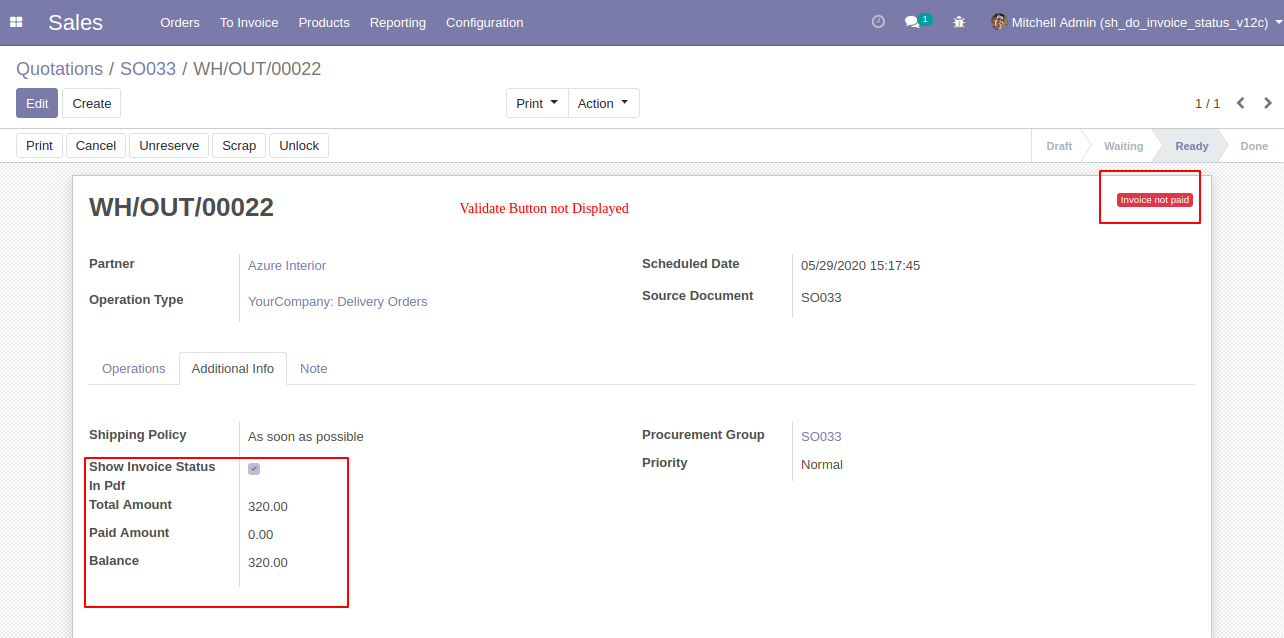 Sales Orders To Invoice Products Reporting Configuration 1 Mitchell Admin (sh_do_invoice_status_v12c)
Quotations / SO033 / WH/OUT/00022
Edit Create Print Action 1 / 1
Print Cancel Unreserve Scrap Unlock Draft Waiting Ready Done
Invoice not paid
WH/OUT/00022 Validate Button not Displayed
Partner Azure Interior Scheduled Date 05/29/2020 15:17:45
Operation Type YourCompany: Delivery Orders Source Document SO033
Operations Additional Info Note
Shipping Policy As soon as possible Procurement Group SO033
Show Invoice Status Priority Normal
In Pdf
Total Amount 320.00
Paid Amount 0.00
Balance 320.00